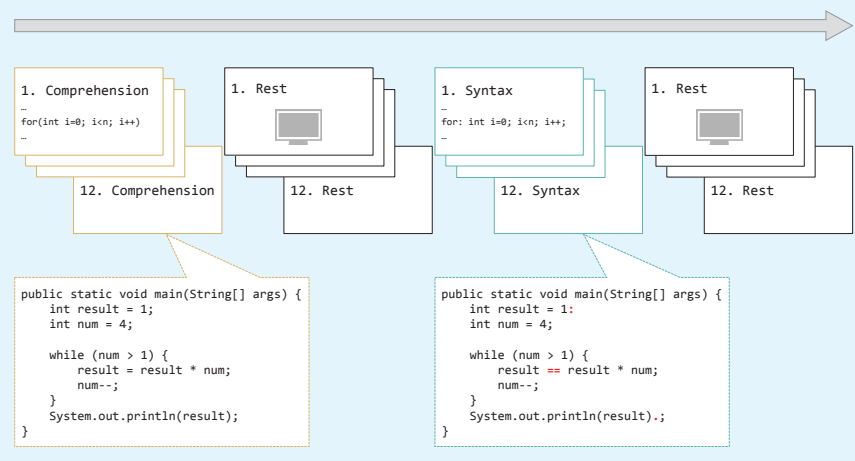 1. Comprehension
…
for(int i=0; i<n; i++)
…
12. Comprehension
1. Rest
12. Rest
1. Syntax
…
for: int i=0; i<n; i++;
…
12. Syntax
1. Rest
12. Rest
public static void main(String[] args) {
    int result = 1;
    int num = 4;

    while (num > 1) {
        result = result * num;
        num--;
    }
    System.out.println(result);
}
public static void main(String[] args) {
    int result = 1:
    int num = 4;

    while (num > 1) {
        result == result * num;
        num--;
    }
    System.out.println(result).;
}